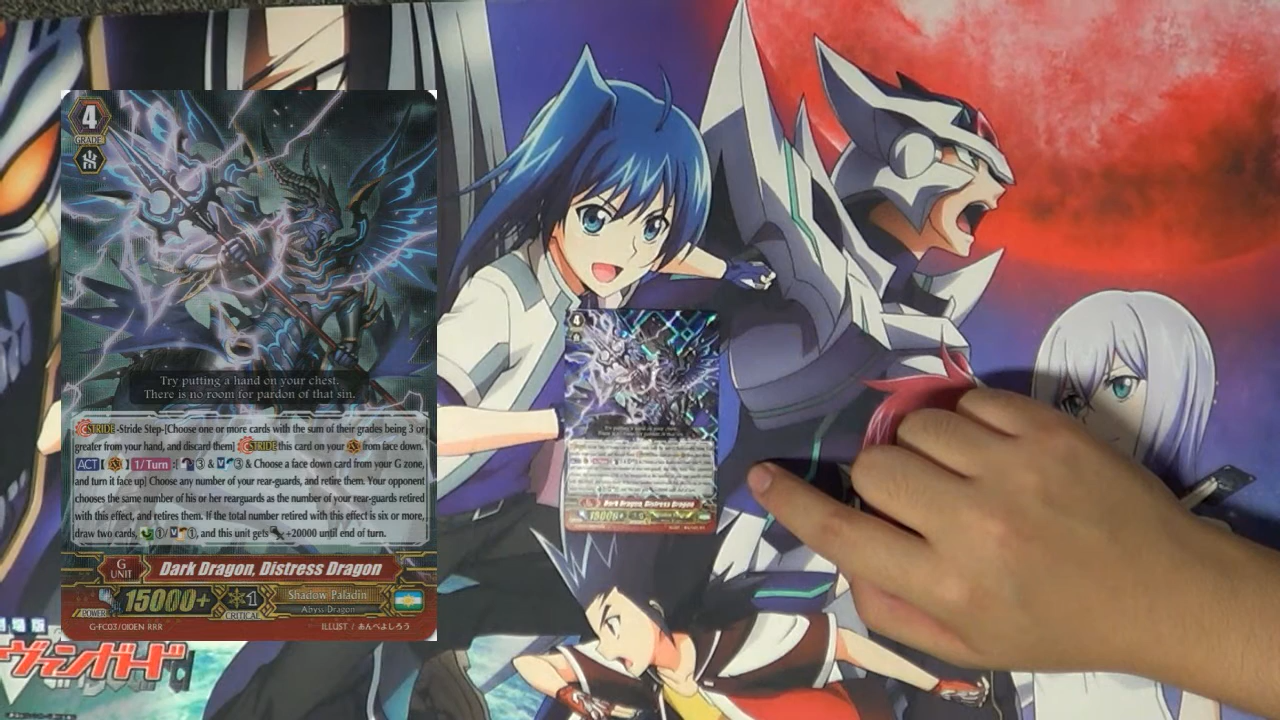 4
GRADE
Try putting a hand on your chest.
There is no room for pardon of that sin.
STRIDE -Stride Step-[Choose one or more cards with the sum of their grades being 3 or
greater from your hand, and discard them] STRIDE this card on your from face down.
ACT [ ] 1/Turn :[ ③ & V ③ & Choose a face down card from your G zone,
and turn it face up] Choose any number of your rear-guards, and retire them. Your opponent
chooses the same number of his or her rearguards as the number of your rear-guards retired
with this effect, and retires them. If the total number retired with this effect is six or more,
draw two cards, ①/V ①, and this unit gets +20000 until end of turn.
G
UNIT
Dark Dragon, Distress Dragon
POWER 15000+ 1 CRITICAL
Shadow Paladin
Abyss Dragon
G-FC03/010EN RRR
ILLUST / あんべよしろう
4
Dark Dragon, Distress Dragon
15000+
劇場版
ヴァンガード